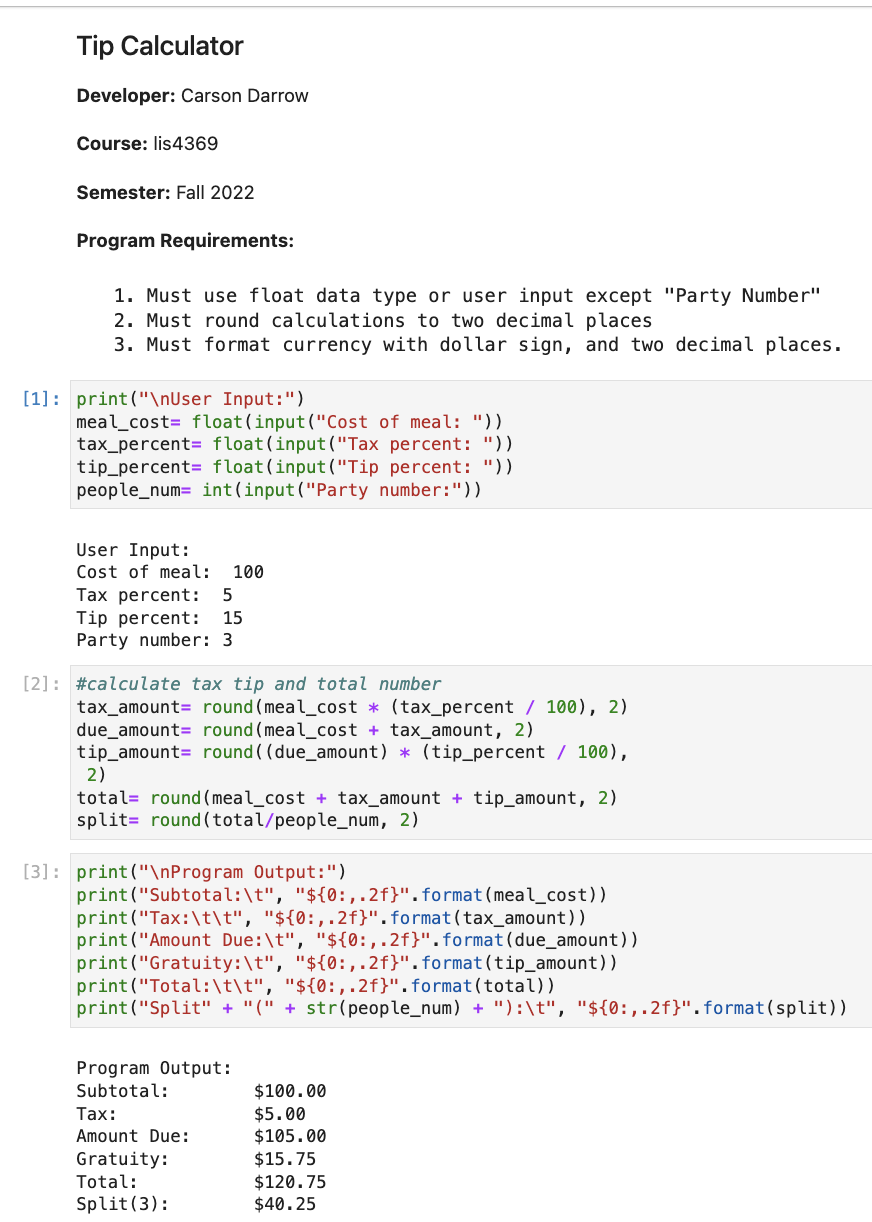 Tip Calculator
Developer: Carson Darrow
Course: lis4369
Semester: Fall 2022
Program Requirements:
1. Must use float data type or user input except "Party Number"
2. Must round calculations to two decimal places
3. Must format currency with dollar sign, and two decimal places.
[1]: print("\nUser Input:")
meal_cost= float(input("Cost of meal: "))
tax_percent= float(input("Tax percent: "))
tip_percent= float(input("Tip percent: "))
people_num= int(input("Party number:"))
User Input:
Cost of meal:  100
Tax percent:  5
Tip percent:  15
Party number: 3
[2]: #calculate tax tip and total number
tax_amount= round(meal_cost * (tax_percent / 100), 2)
due_amount= round(meal_cost + tax_amount, 2)
tip_amount= round((due_amount) * (tip_percent / 100),
 2)
total= round(meal_cost + tax_amount + tip_amount, 2)
split= round(total/people_num, 2)
[3]: print("\nProgram Output:")
print("Subtotal:\t", "${0:,.2f}".format(meal_cost))
print("Tax:\t\t", "${0:,.2f}".format(tax_amount))
print("Amount Due:\t", "${0:,.2f}".format(due_amount))
print("Gratuity:\t", "${0:,.2f}".format(tip_amount))
print("Total:\t\t", "${0:,.2f}".format(total))
print("Split" + "(" + str(people_num) + "):\t", "${0:,.2f}".format(split))
Program Output:
Subtotal:        $100.00
Tax:             $5.00
Amount Due:      $105.00
Gratuity:        $15.75
Total:           $120.75
Split(3):        $40.25